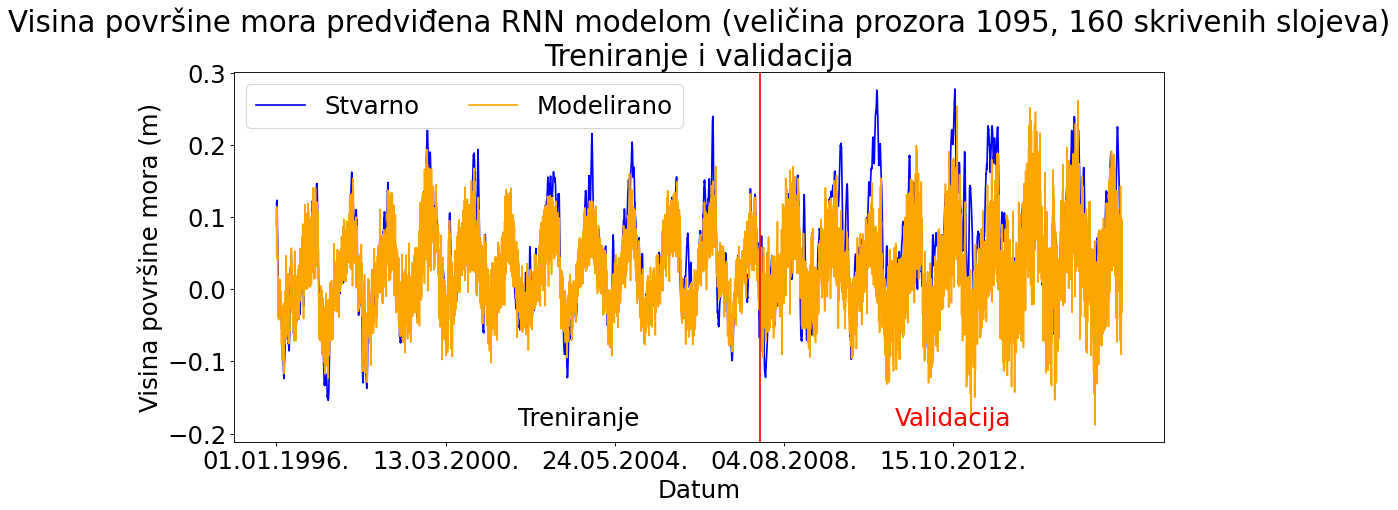 Visina površine mora predviđena RNN modelom (veličina prozora 1095, 160 skrivenih slojeva)
Treniranje i validacija
Stvarno Modelirano
Visina površine mora (m)
0.3
0.2
0.1
0.0
−0.1
−0.2
Treniranje Validacija
01.01.1996. 13.03.2000. 24.05.2004. 04.08.2008. 15.10.2012.
Datum